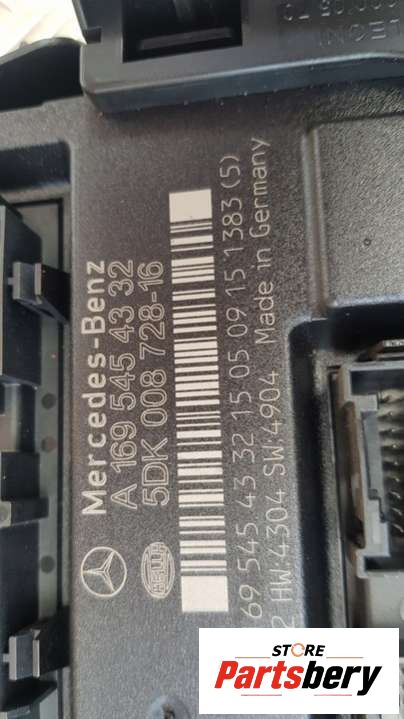 Mercedes-Benz
A 169 545 43 32
5DK 008 728-16
HELLA
69 545 43 32 15 05 09 15 1383 (5)
2 HW:4304 SW:4904 Made in Germany
STORE
Partsbery